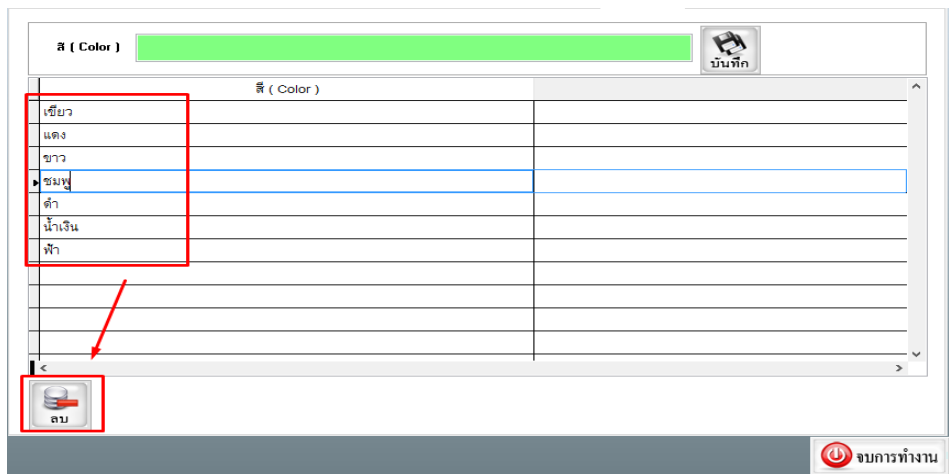 สี ( Color )
บันทึก
สี ( Color )
เขียว
แดง
ขาว
ชมพู
ดำ
น้ำเงิน
ฟ้า
ลบ
จบการทำงาน